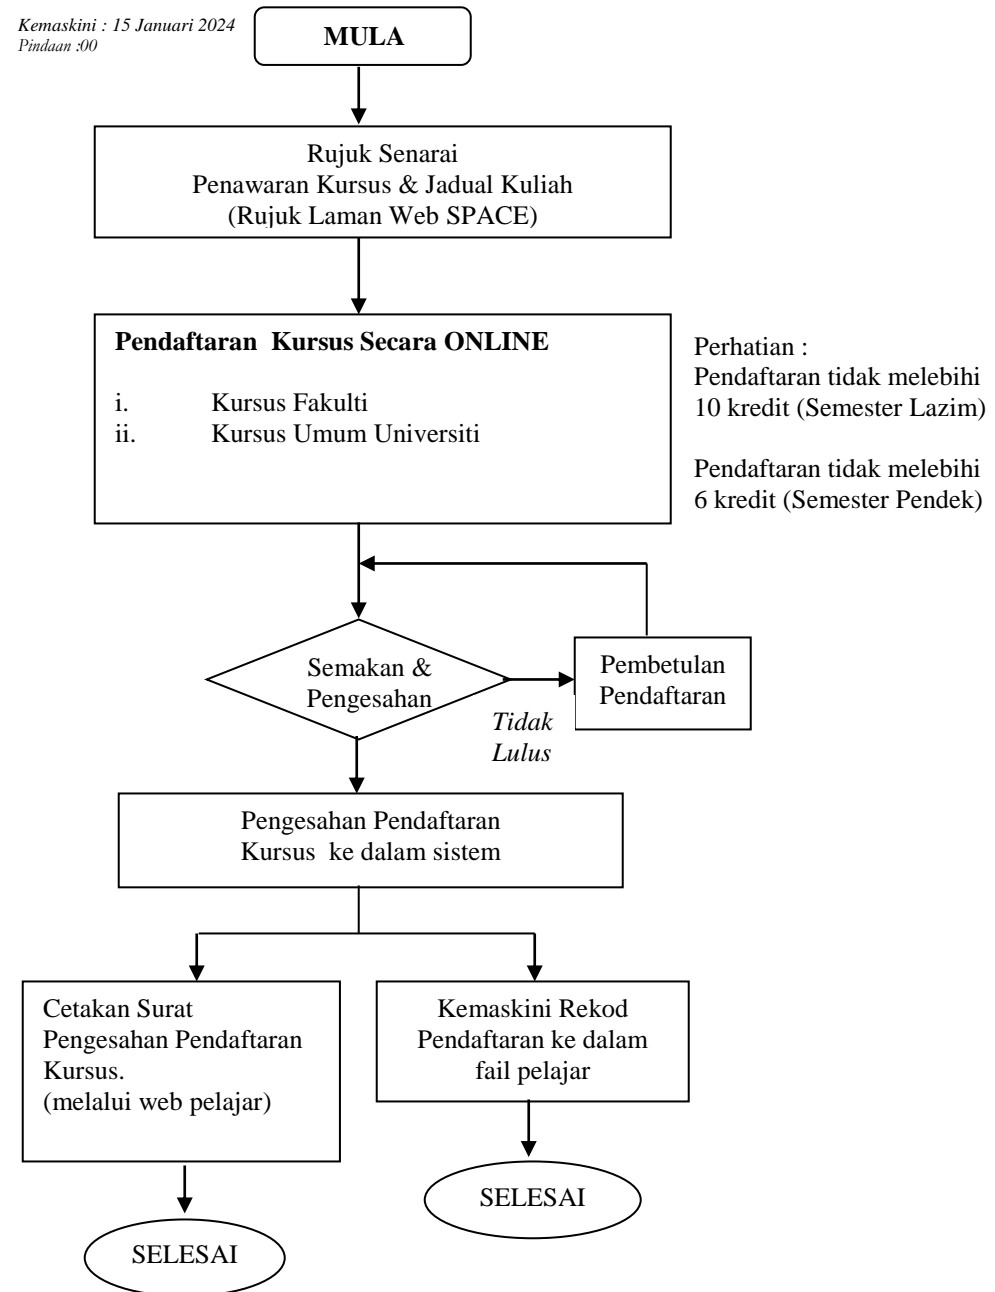 Kemaskini : 15 Januari 2024
Pindaan :00
MULA
Rujuk Senarai
Penawaran Kursus & Jadual Kuliah
(Rujuk Laman Web SPACE)
Pendaftaran  Kursus Secara ONLINE
i. Kursus Fakulti
ii. Kursus Umum Universiti
Perhatian :
Pendaftaran tidak melebihi
10 kredit (Semester Lazim)
Pendaftaran tidak melebihi
6 kredit (Semester Pendek)
Semakan &
Pengesahan
Tidak
Lulus
Pembetulan
Pendaftaran
Pengesahan Pendaftaran
Kursus  ke dalam sistem
Cetakan Surat
Pengesahan Pendaftaran
Kursus.
(melalui web pelajar)
Kemaskini Rekod
Pendaftaran ke dalam
fail pelajar
SELESAI
SELESAI